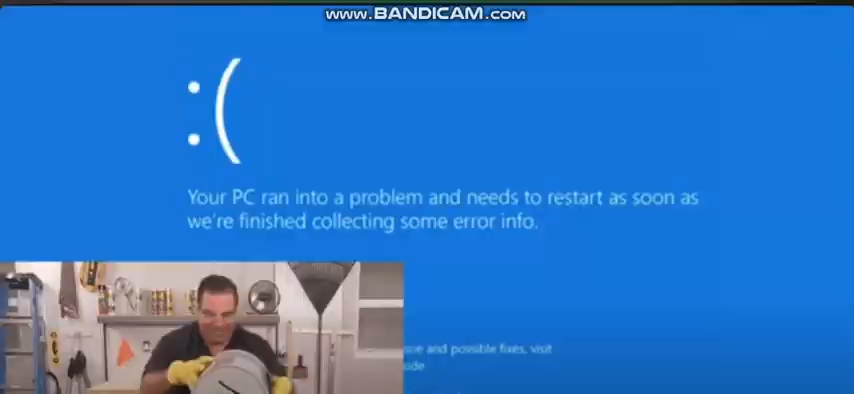 www.BANDICAM.com
:(
Your PC ran into a problem and needs to restart as soon as
we're finished collecting some error info.
and possible fixes, visit